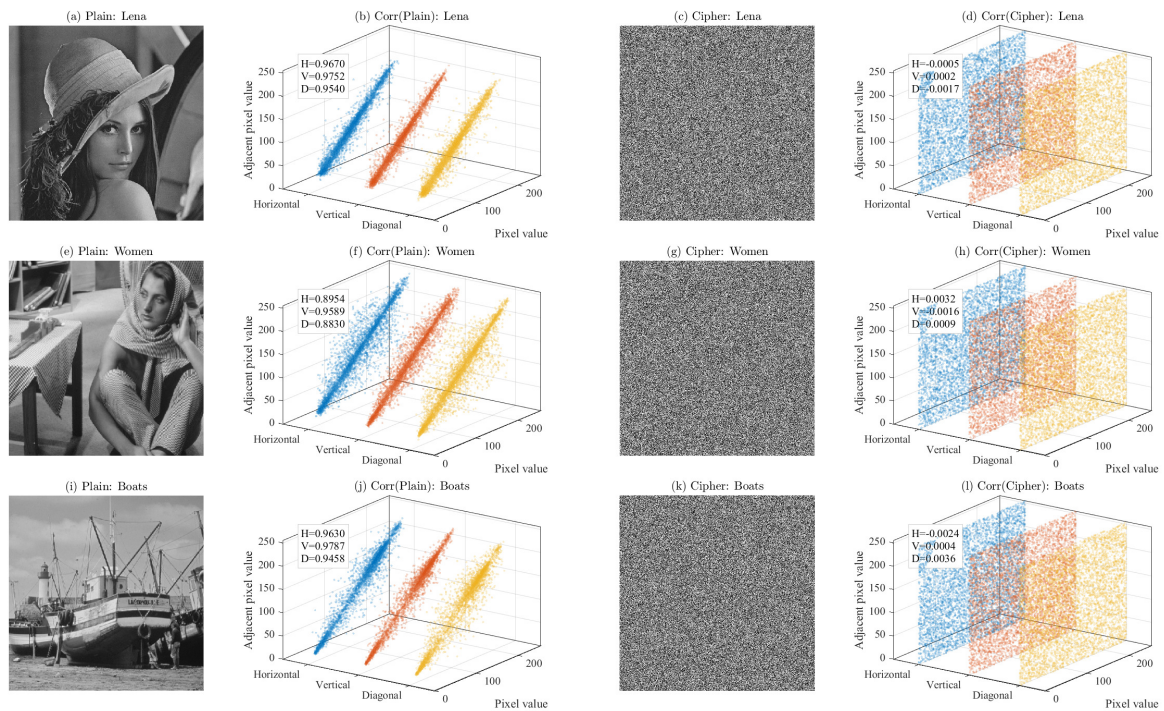 (a) Plain: Lena
(b) Corr(Plain): Lena
H=0.9670
V=0.9752
D=0.9540
Adjacent pixel value
250
200
150
100
50
0
Horizontal
Vertical
Diagonal
0
100
200
Pixel value
(c) Cipher: Lena
(d) Corr(Cipher): Lena
H=-0.0005
V=0.0002
D=-0.0017
Adjacent pixel value
250
200
150
100
50
0
Horizontal
Vertical
Diagonal
0
100
200
Pixel value
(e) Plain: Women
(f) Corr(Plain): Women
H=0.8954
V=0.9589
D=0.8830
Adjacent pixel value
250
200
150
100
50
0
Horizontal
Vertical
Diagonal
0
100
200
Pixel value
(g) Cipher: Women
(h) Corr(Cipher): Women
H=0.0032
V=-0.0016
D=0.0009
Adjacent pixel value
250
200
150
100
50
0
Horizontal
Vertical
Diagonal
0
100
200
Pixel value
(i) Plain: Boats
(j) Corr(Plain): Boats
H=0.9630
V=0.9787
D=0.9458
Adjacent pixel value
250
200
150
100
50
0
Horizontal
Vertical
Diagonal
0
100
200
Pixel value
(k) Cipher: Boats
(l) Corr(Cipher): Boats
H=-0.0024
V=0.0004
D=0.0036
Adjacent pixel value
250
200
150
100
50
0
Horizontal
Vertical
Diagonal
0
100
200
Pixel value